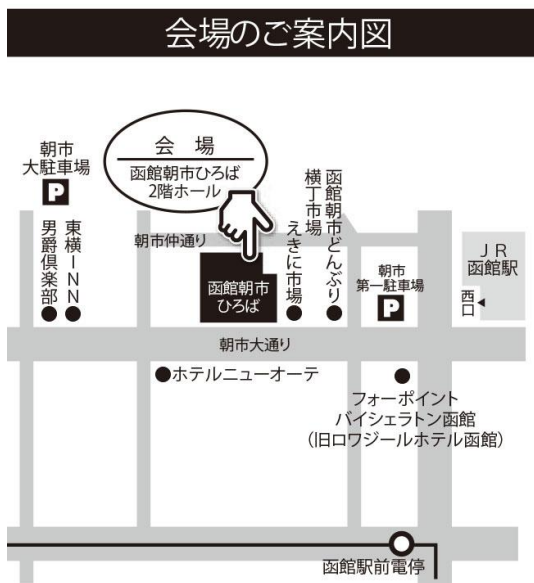 会場のご案内図
会 場
函館朝市ひろば
2階ホール
朝市
大駐車場
P
男爵倶楽部
東横INN
朝市仲通り
函館朝市
ひろば
えきに市場
函館朝市どんぶり
横丁市場
朝市
第一駐車場
P
JR
函館駅
西口
朝市大通り
ホテルニューオーテ
フォーポイント
バイシェラトン函館
(旧ロワジールホテル函館)
函館駅前電停